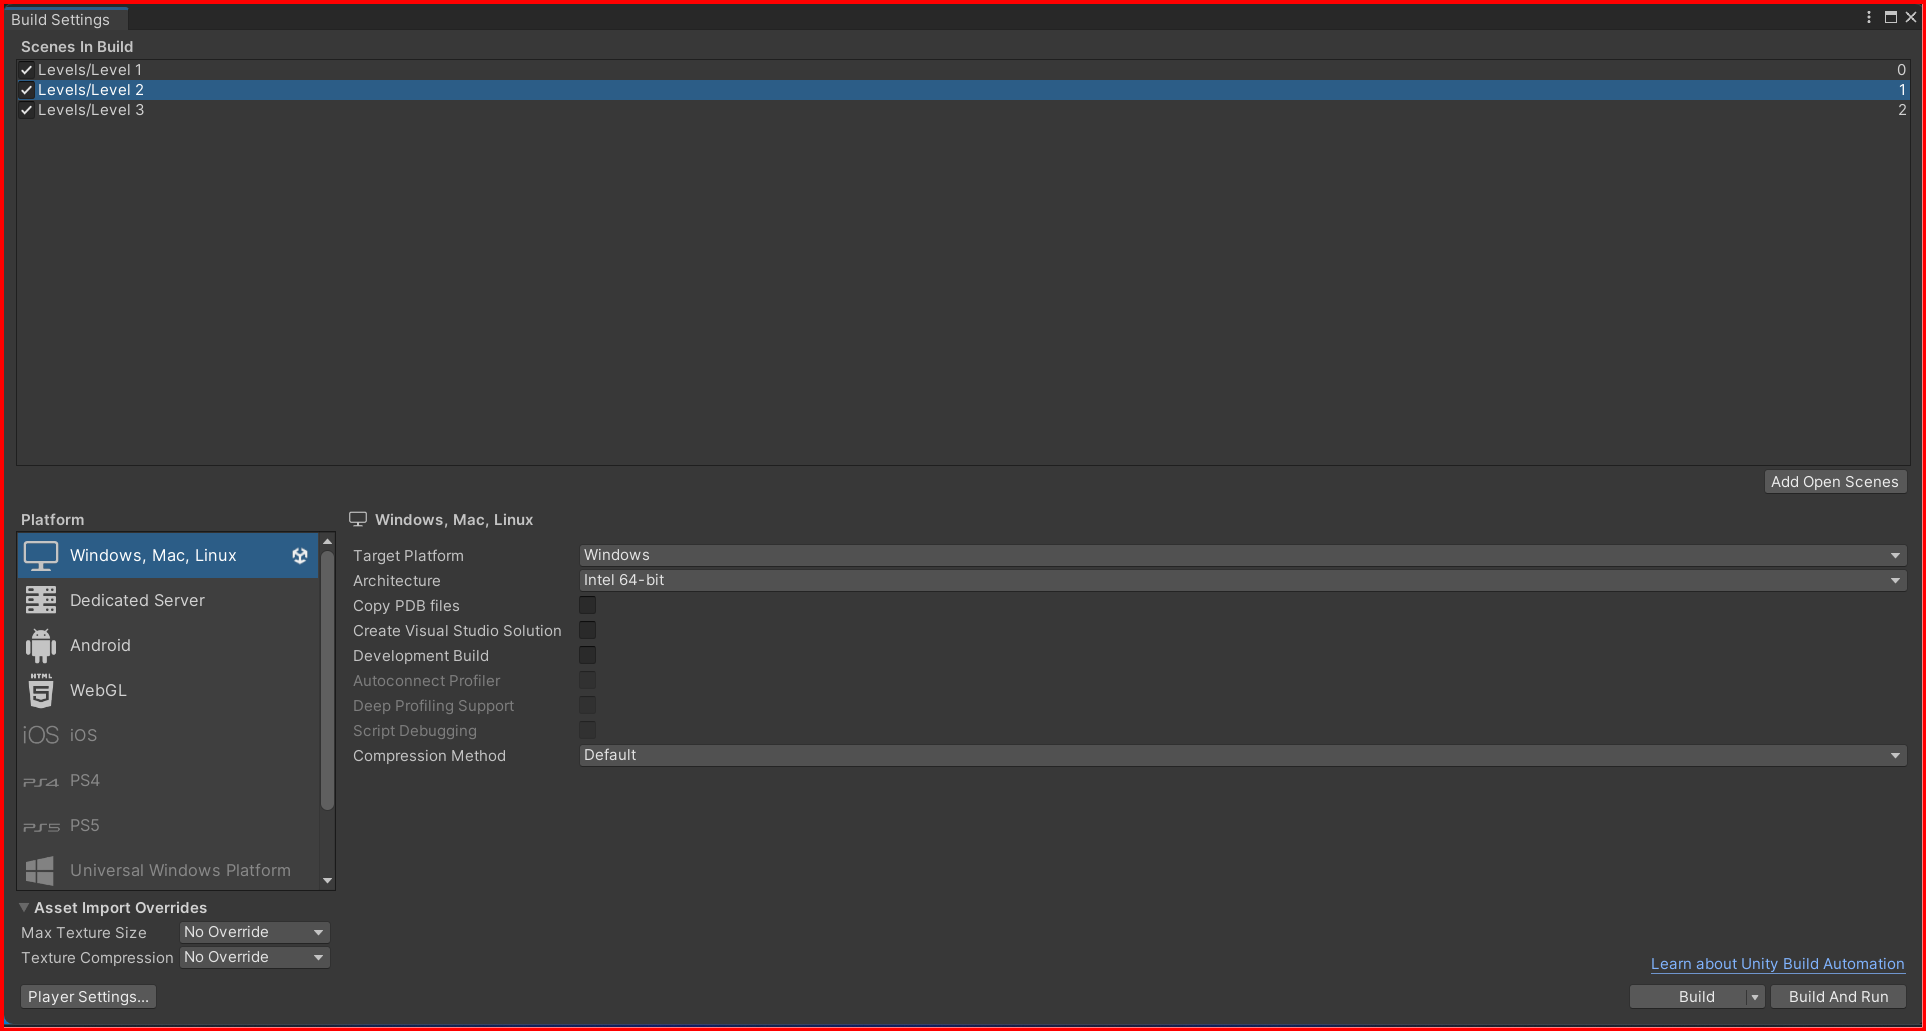 Build Settings
Scenes In Build
Levels/Level 1 0
Levels/Level 2 1
Levels/Level 3 2
Add Open Scenes
Platform
Windows, Mac, Linux
Dedicated Server
Android
HTML 5 WebGL
iOS iOS
PS4 PS4
PS5 PS5
Universal Windows Platform
Windows, Mac, Linux
Target Platform Windows
Architecture Intel 64-bit
Copy PDB files
Create Visual Studio Solution
Development Build
Autoconnect Profiler
Deep Profiling Support
Script Debugging
Compression Method Default
Asset Import Overrides
Max Texture Size No Override
Texture Compression No Override
Player Settings...
Learn about Unity Build Automation
Build Build And Run